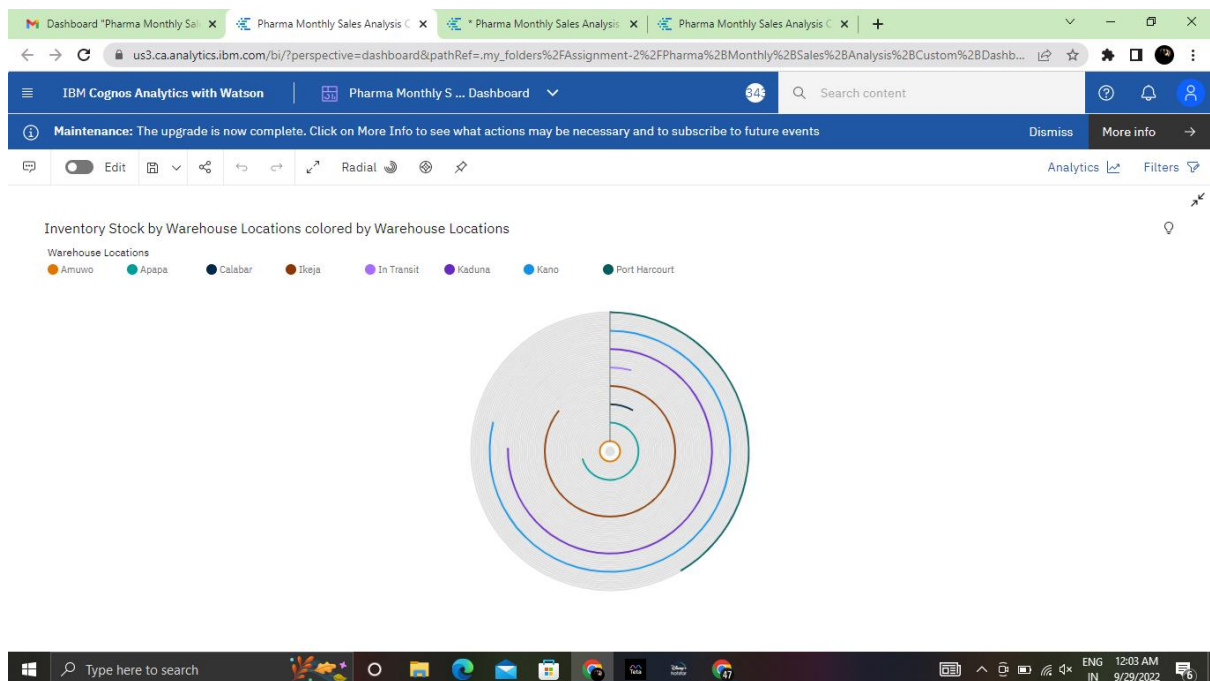 Dashboard "Pharma Monthly Sal
Pharma Monthly Sales Analysis C
* Pharma Monthly Sales Analysis
Pharma Monthly Sales Analysis C
us3.ca.analytics.ibm.com/bi/?perspective=dashboard&pathRef=.my_folders%2FAssignment-2%2FPharma%2BMonthly%2BSales%2BAnalysis%2BCustom%2BDashb...
IBM Cognos Analytics with Watson
Pharma Monthly S ... Dashboard
Search content
Maintenance: The upgrade is now complete. Click on More Info to see what actions may be necessary and to subscribe to future events
Dismiss
More info
Edit
Radial
Analytics
Filters
Inventory Stock by Warehouse Locations colored by Warehouse Locations
Warehouse Locations
Amuwo Apapa Calabar Ikeja In Transit Kaduna Kano Port Harcourt
Type here to search
ENG
IN
12:03 AM
9/29/2022